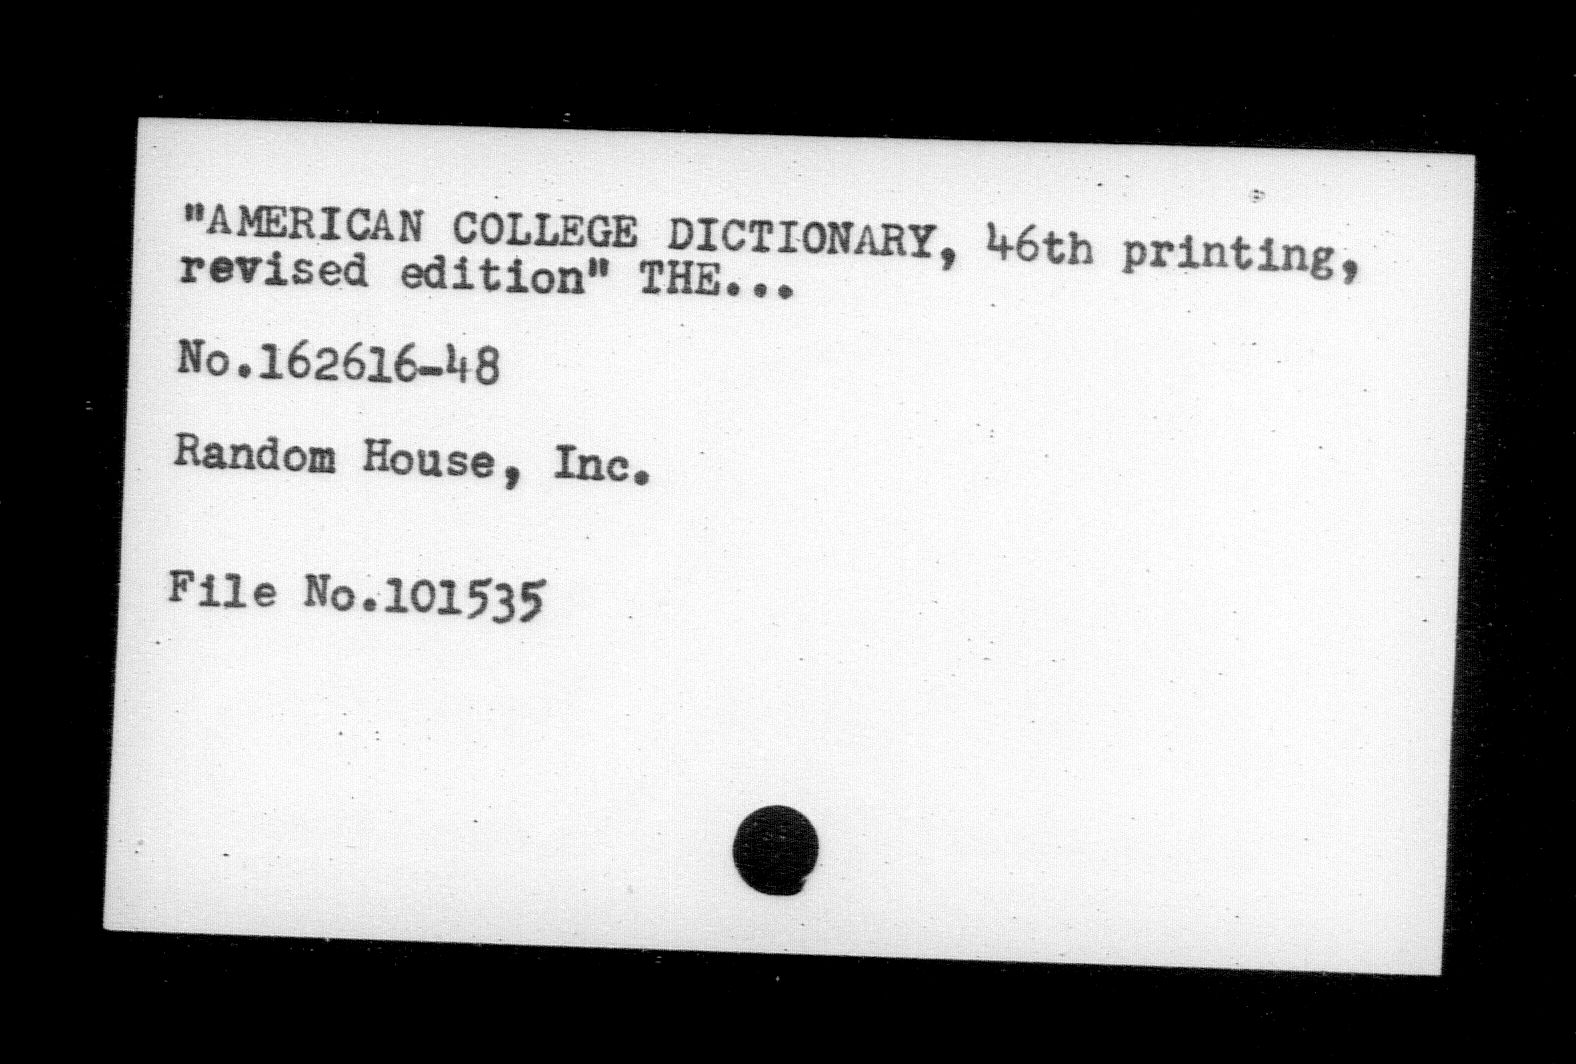 "AMERICAN COLLEGE DICTIONARY, 46th printing,
revised edition" THE...
No.162616-48
Random House, Inc.
File No.101535